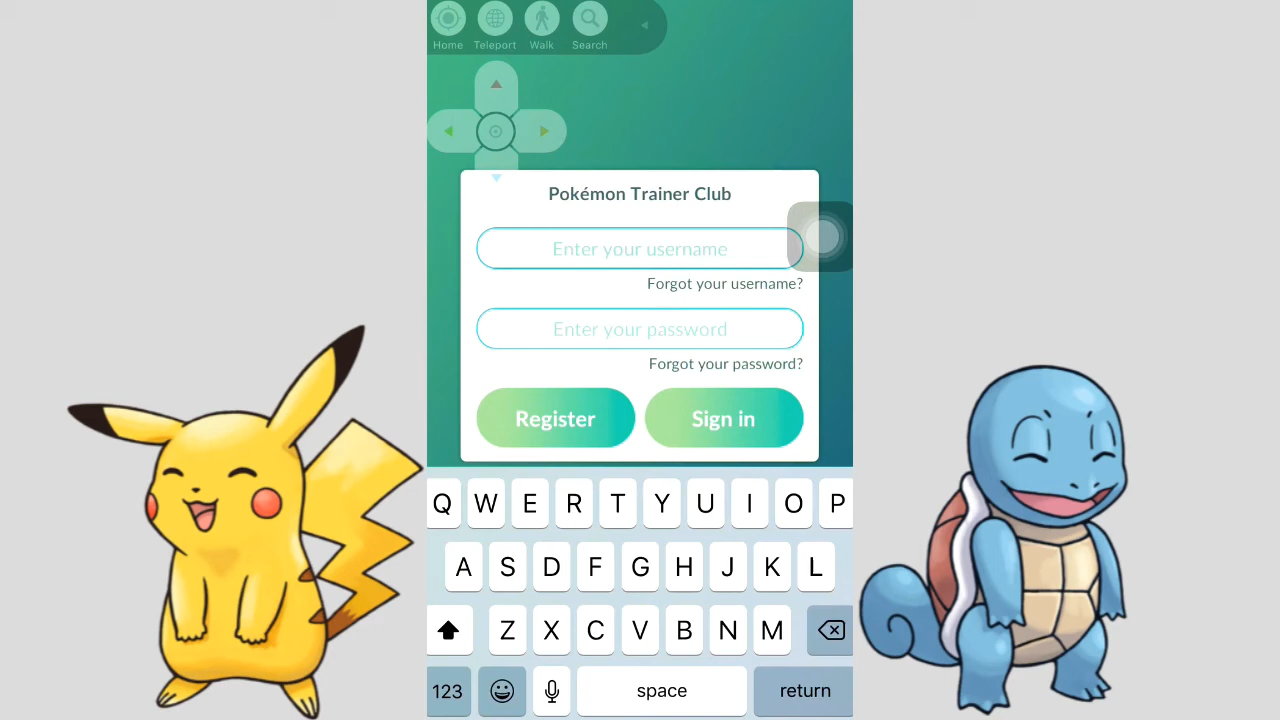 Home Teleport Walk Search
Pokémon Trainer Club
Enter your username
Forgot your username?
Enter your password
Forgot your password?
Register Sign in
Q W E R T Y U I O P
A S D F G H J K L
Z X C V B N M
123 space return